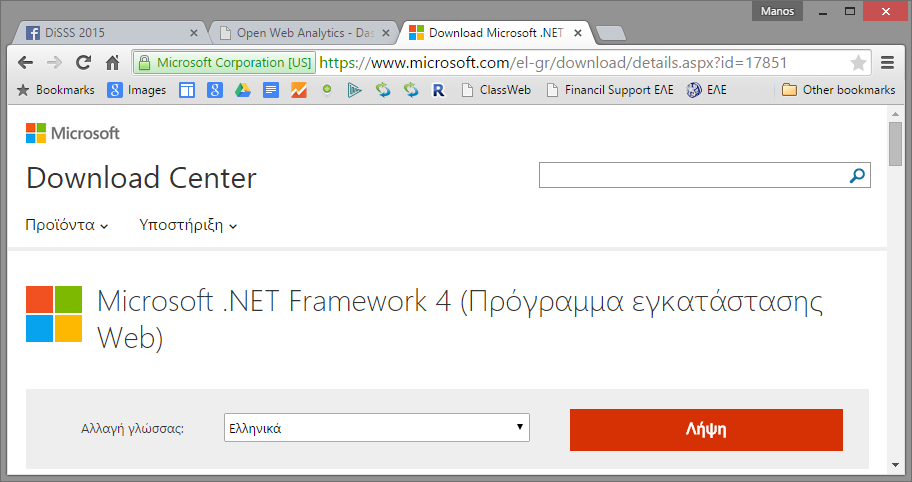 Manos
DiSSS 2015
Open Web Analytics - Das
Download Microsoft .NET
Microsoft Corporation [US]
https://www.microsoft.com/el-gr/download/details.aspx?id=17851
Bookmarks
Images
ClassWeb
Financil Support ΕΛΕ
ΕΛΕ
Other bookmarks
Microsoft
Download Center
Προϊόντα
Υποστήριξη
Microsoft .NET Framework 4 (Πρόγραμμα εγκατάστασης
Web)
Αλλαγή γλώσσας:
Ελληνικά
Λήψη